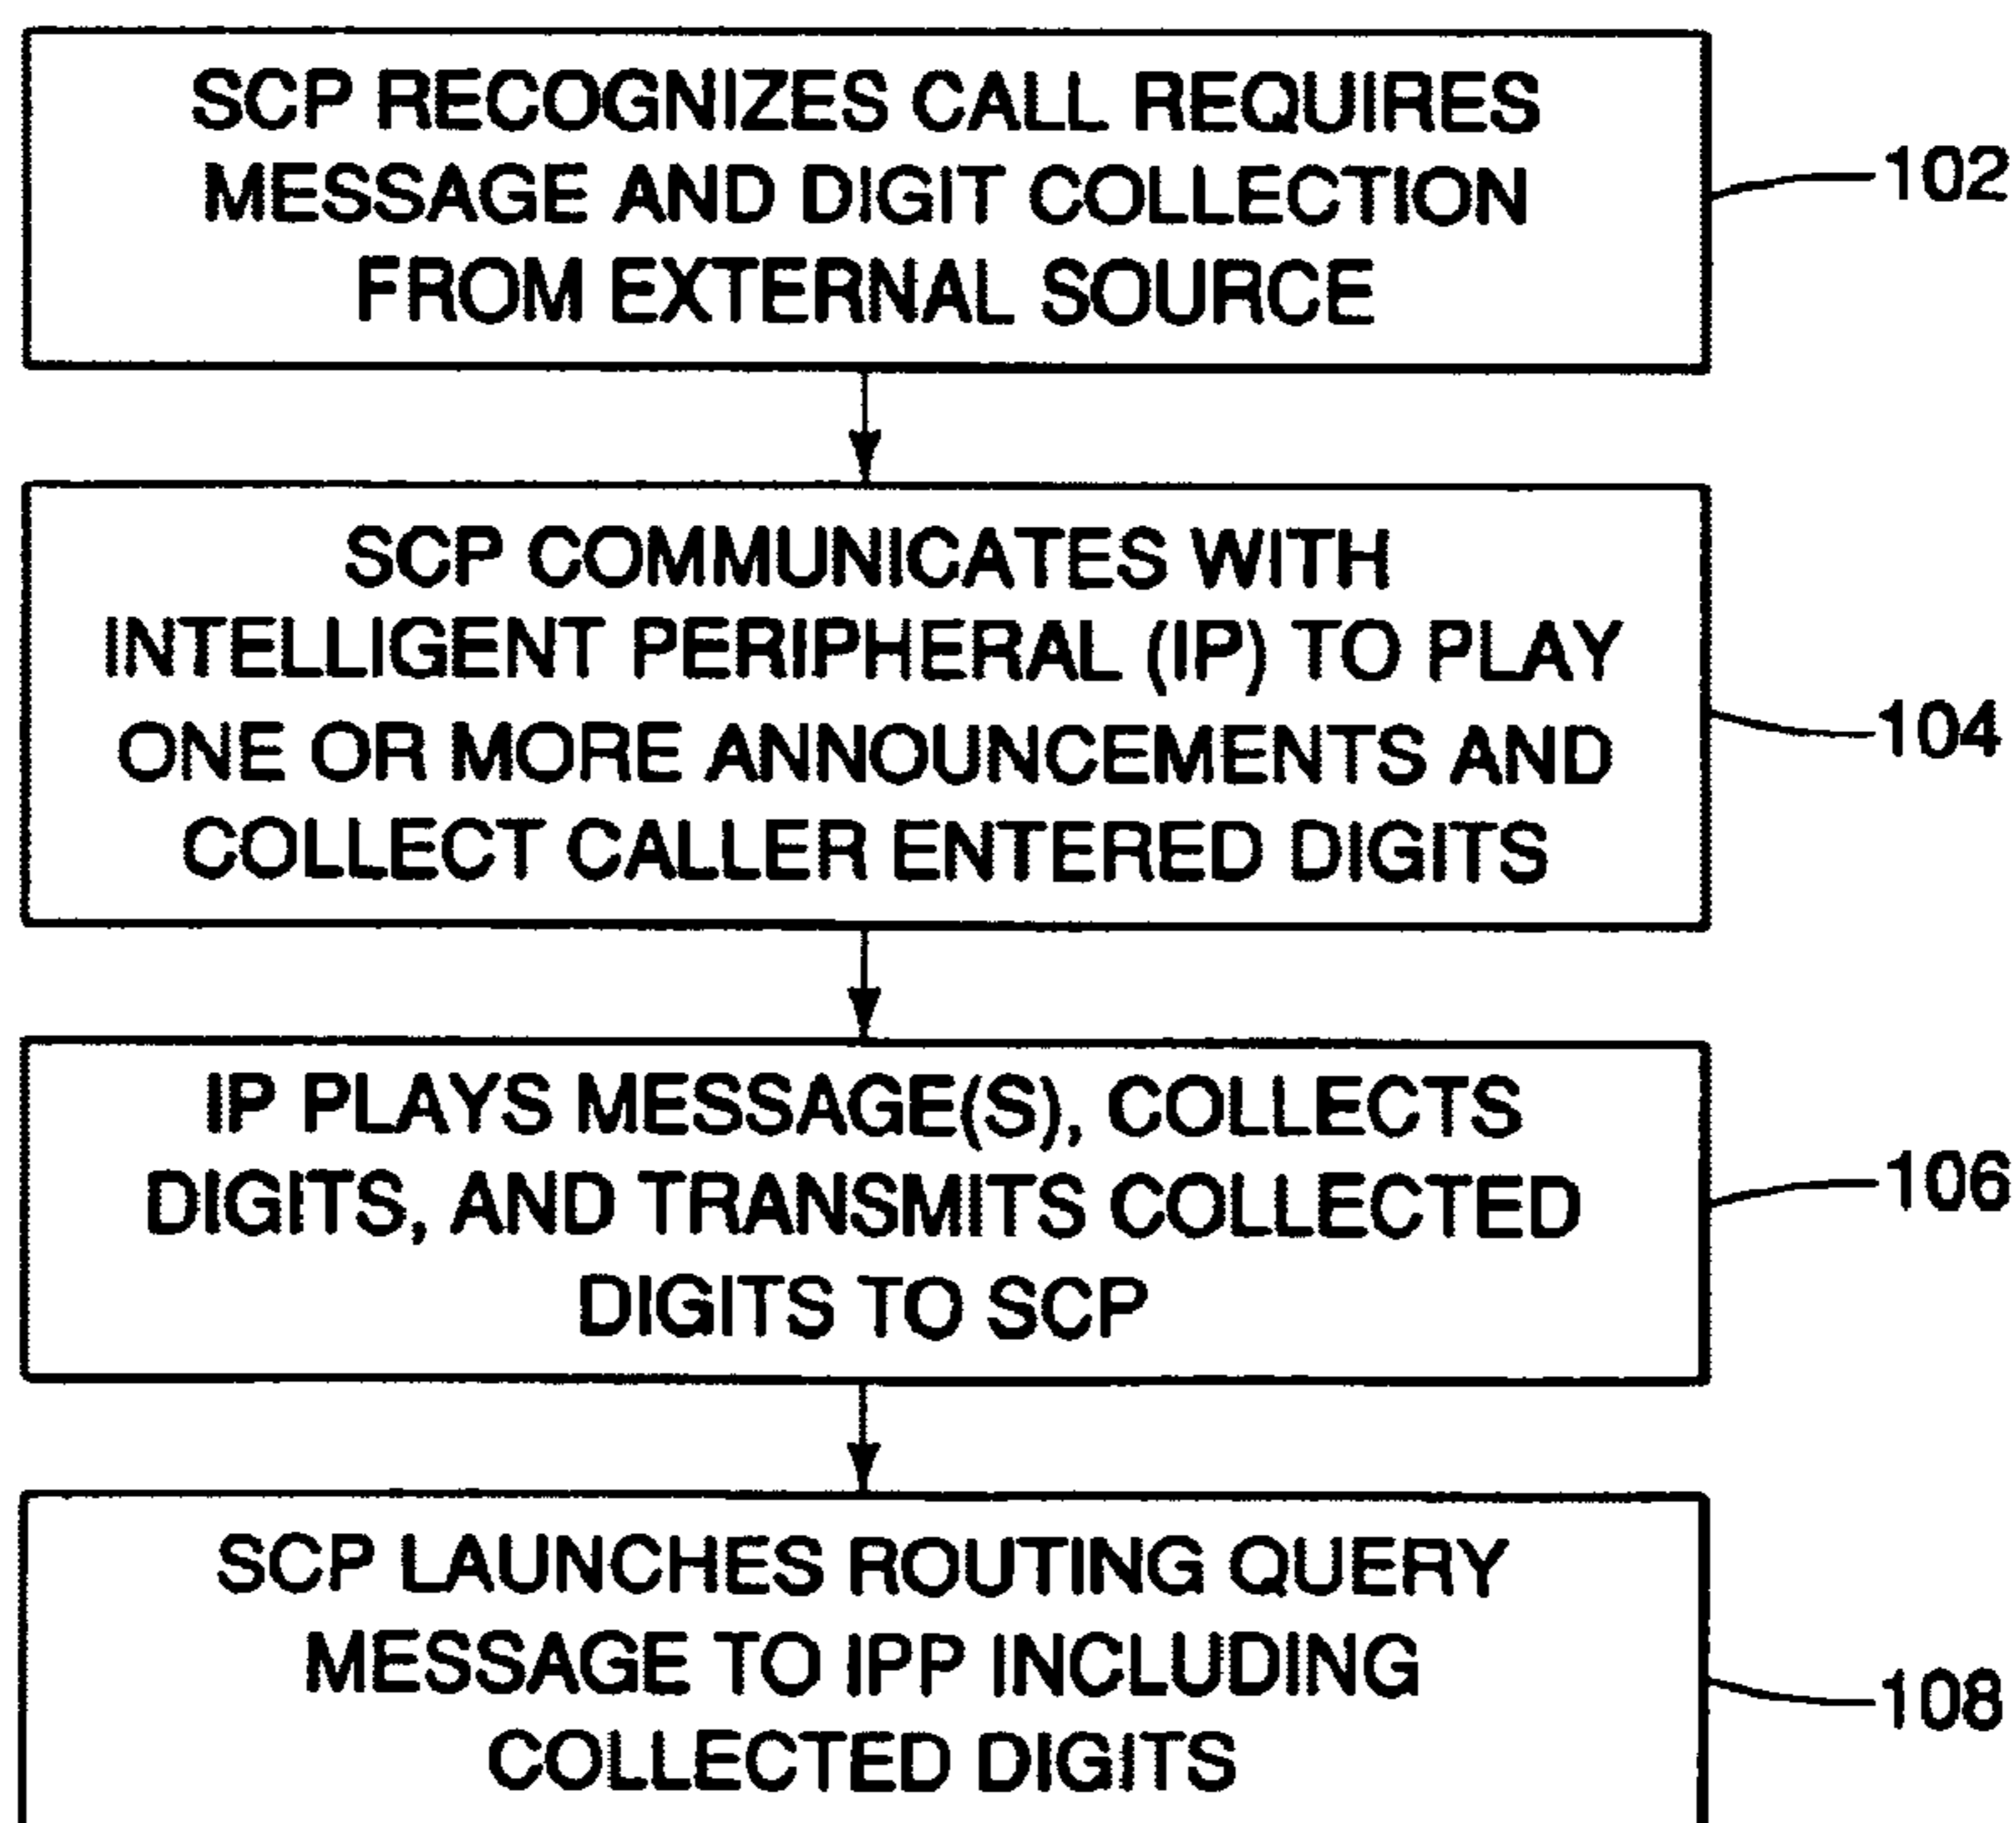 SCP RECOGNIZES CALL REQUIRES
MESSAGE AND DIGIT COLLECTION
FROM EXTERNAL SOURCE
102
SCP COMMUNICATES WITH
INTELLIGENT PERIPHERAL (IP) TO PLAY
ONE OR MORE ANNOUNCEMENTS AND
COLLECT CALLER ENTERED DIGITS
104
IP PLAYS MESSAGE(S), COLLECTS
DIGITS, AND TRANSMITS COLLECTED
DIGITS TO SCP
106
SCP LAUNCHES ROUTING QUERY
MESSAGE TO IPP INCLUDING
COLLECTED DIGITS
108